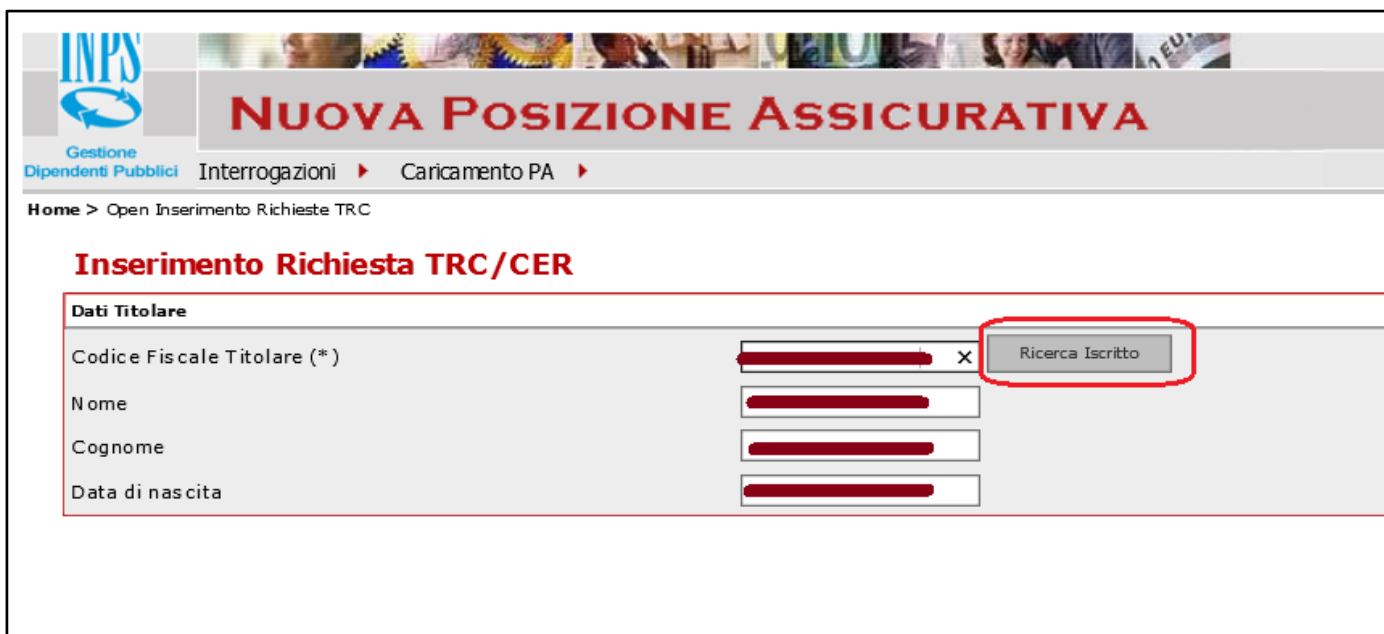 INPS
NUOVA POSIZIONE ASSICURATIVA
Gestione
Dipendenti Pubblici
Interrogazioni Caricamento PA
Home > Open Inserimento Richieste TRC
Inserimento Richiesta TRC/CER
Dati Titolare
Codice Fiscale Titolare (*) Ricerca Iscritto
Nome
Cognome
Data di nascita